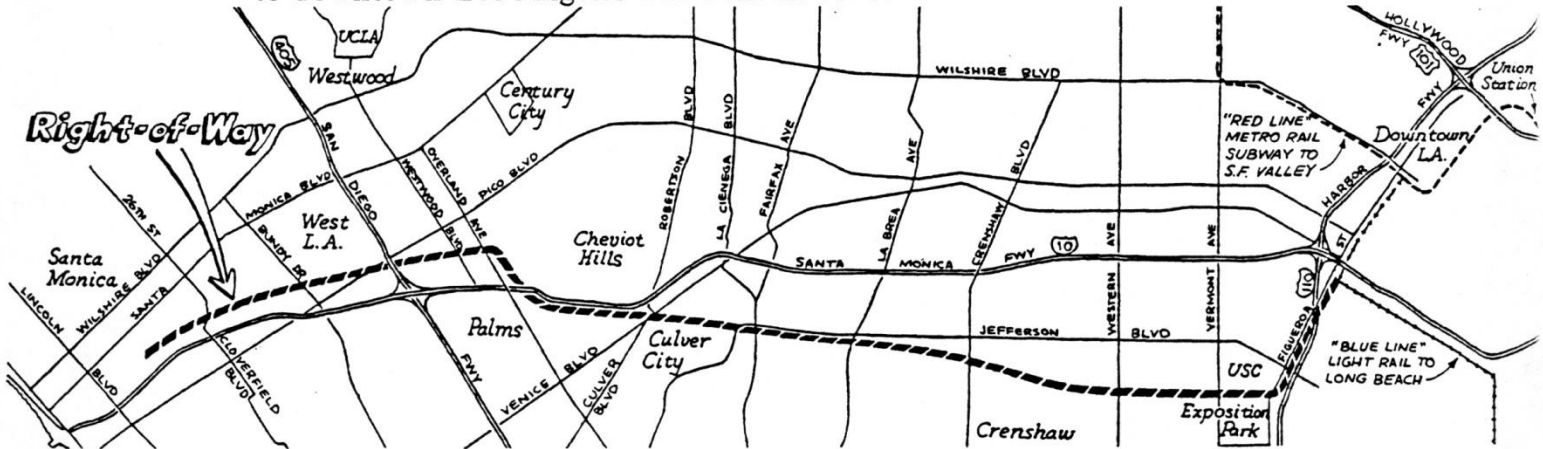 HOLLYWOOD
FWY
101
405
UCLA
Westwood
Century
City
WILSHIRE BLVD
Union
Station
FWY
Right-of-Way
SAN
DIEGO
FWY
OVERLAND AVE
WESTWOOD BLVD
PICO BLVD
ROBERTSON
BLVD
LA CIENEGA
BLVD
FAIRFAX AVE
LA BREA
AVE
CRENSHAW
BLVD
"RED LINE"
METRO RAIL
SUBWAY TO
S.F. VALLEY
Downtown
L.A.
HARBOR
26TH ST
SANTA
MONICA BLVD
BUNDY DR
West
L.A.
Santa
Monica
WILSHIRE BLVD
LINCOLN
BLVD
CLOVERFIELD
BLVD
Cheviot
Hills
SANTA MONICA FWY
10
WESTERN AVE
VERMONT AVE
ST
110
FIGUEROA
Palms
VENICE BLVD
CULVER
BLVD
Culver
City
JEFFERSON BLVD
USC
"BLUE LINE"
LIGHT RAIL TO
LONG BEACH
Exposition
Park
Crenshaw